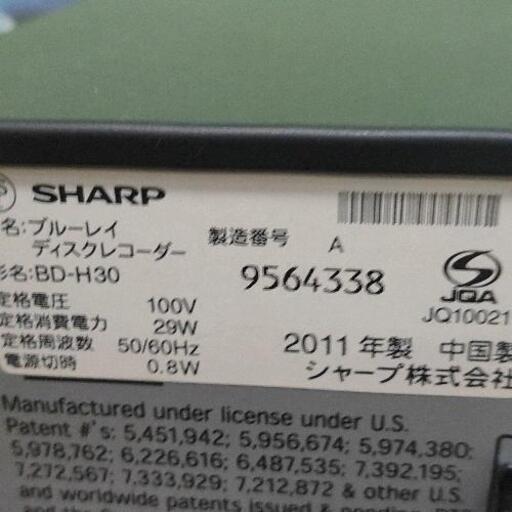 SHARP
名:ブルーレイ
ディスクレコーダー
製造番号 A
形名:BD-H30
9564338
定格電圧 100V
定格消費電力 29W
定格周波数 50/60Hz
電源切時 0.8W
JQA
JQ10021
2011年製 中国製
シャープ株式会社
Manufactured under license under U.S.
Patent #'s: 5,451,942; 5,956,674; 5,974,380;
5,978,762; 6,226,616; 6,487,535; 7,392,195;
7,272,567; 7,333,929; 7,212,872 & other U.S.
and worldwide patents issued & pending.